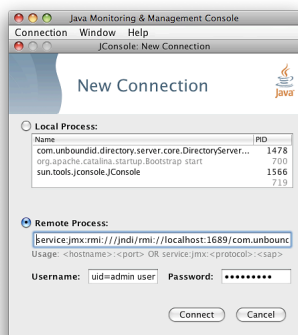 Java Monitoring & Management Console
Connection Window Help
JConsole: New Connection
New Connection
Java
Local Process:
Name PID
com.unboundid.directory.server.core.DirectoryServer... 1478
org.apache.catalina.startup.Bootstrap start 700
sun.tools.jconsole.JConsole 1566
719
Remote Process:
service:jmx:rmi:///jndi/rmi://localhost:1689/com.unbounc
Usage: <hostname>:<port> OR service:jmx:<protocol>:<sap>
Username: uid=admin user Password: •••••••••
Connect Cancel